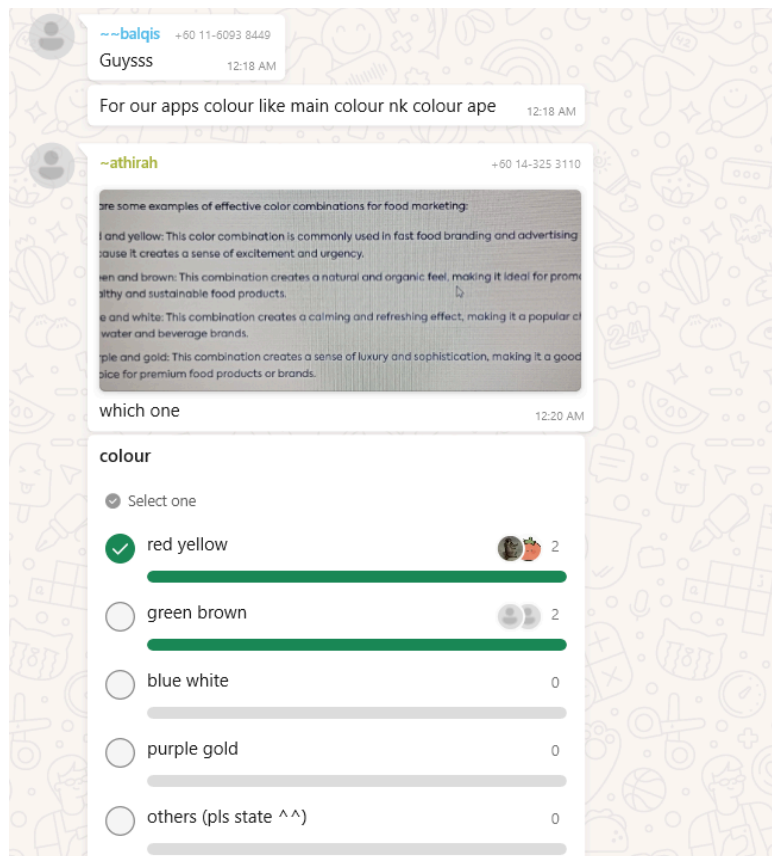 ~~balqis +60 11-6093 8449
Guysss 12:18 AM
For our apps colour like main colour nk colour ape 12:18 AM
~athirah +60 14-325 3110
are some examples of effective color combinations for food marketing:
and yellow: This color combination is commonly used in fast food branding and advertising
cause it creates a sense of excitement and urgency.
en and brown: This combination creates a natural and organic feel, making it ideal for promo
althy and sustainable food products.
e and white: This combination creates a calming and refreshing effect, making it a popular ch
water and beverage brands.
ple and gold: This combination creates a sense of luxury and sophistication, making it a good
oice for premium food products or brands.
which one 12:20 AM
colour
Select one
red yellow 2
green brown 2
blue white 0
purple gold 0
others (pls state ^^) 0